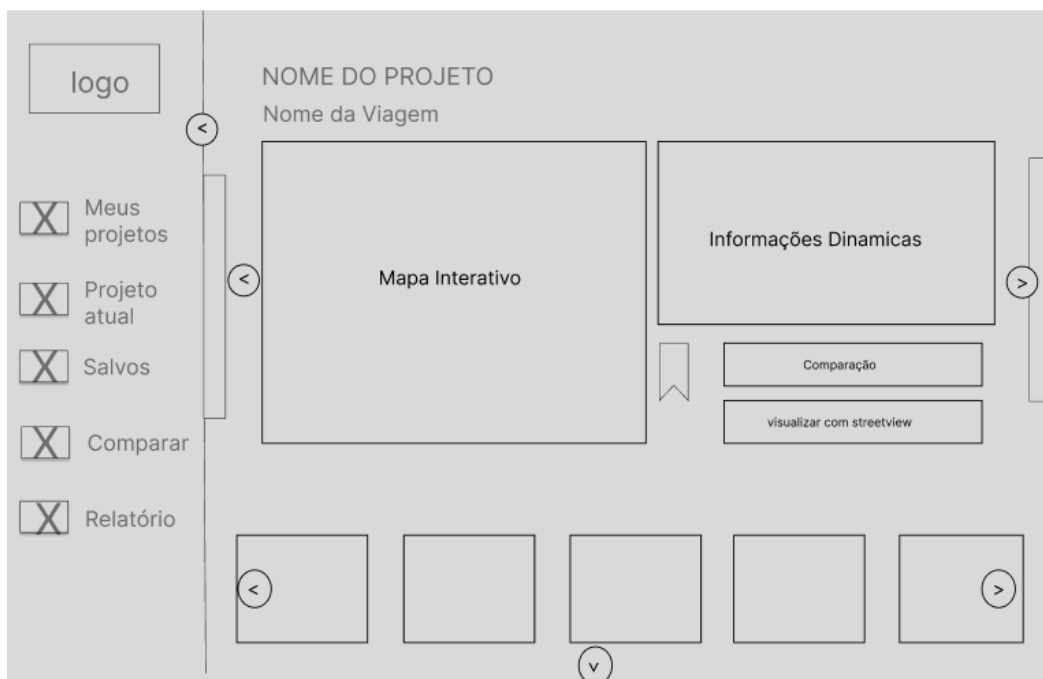 logo
NOME DO PROJETO
Nome da Viagem
<
Meus
projetos
Projeto
atual
Salvos
Comparar
Relatório
<
Mapa Interativo
Informações Dinamicas
>
Comparação
visualizar com streetview
<
>
v